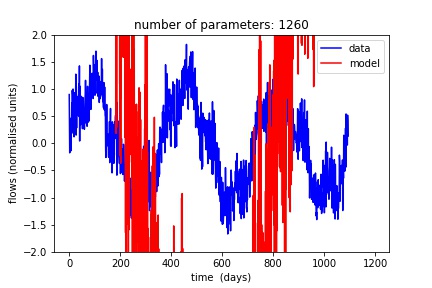 number of parameters: 1260
data
model
flows (normalised units)
2.0
1.5
1.0
0.5
0.0
−0.5
−1.0
−1.5
−2.0
0 200 400 600 800 1000 1200
time (days)